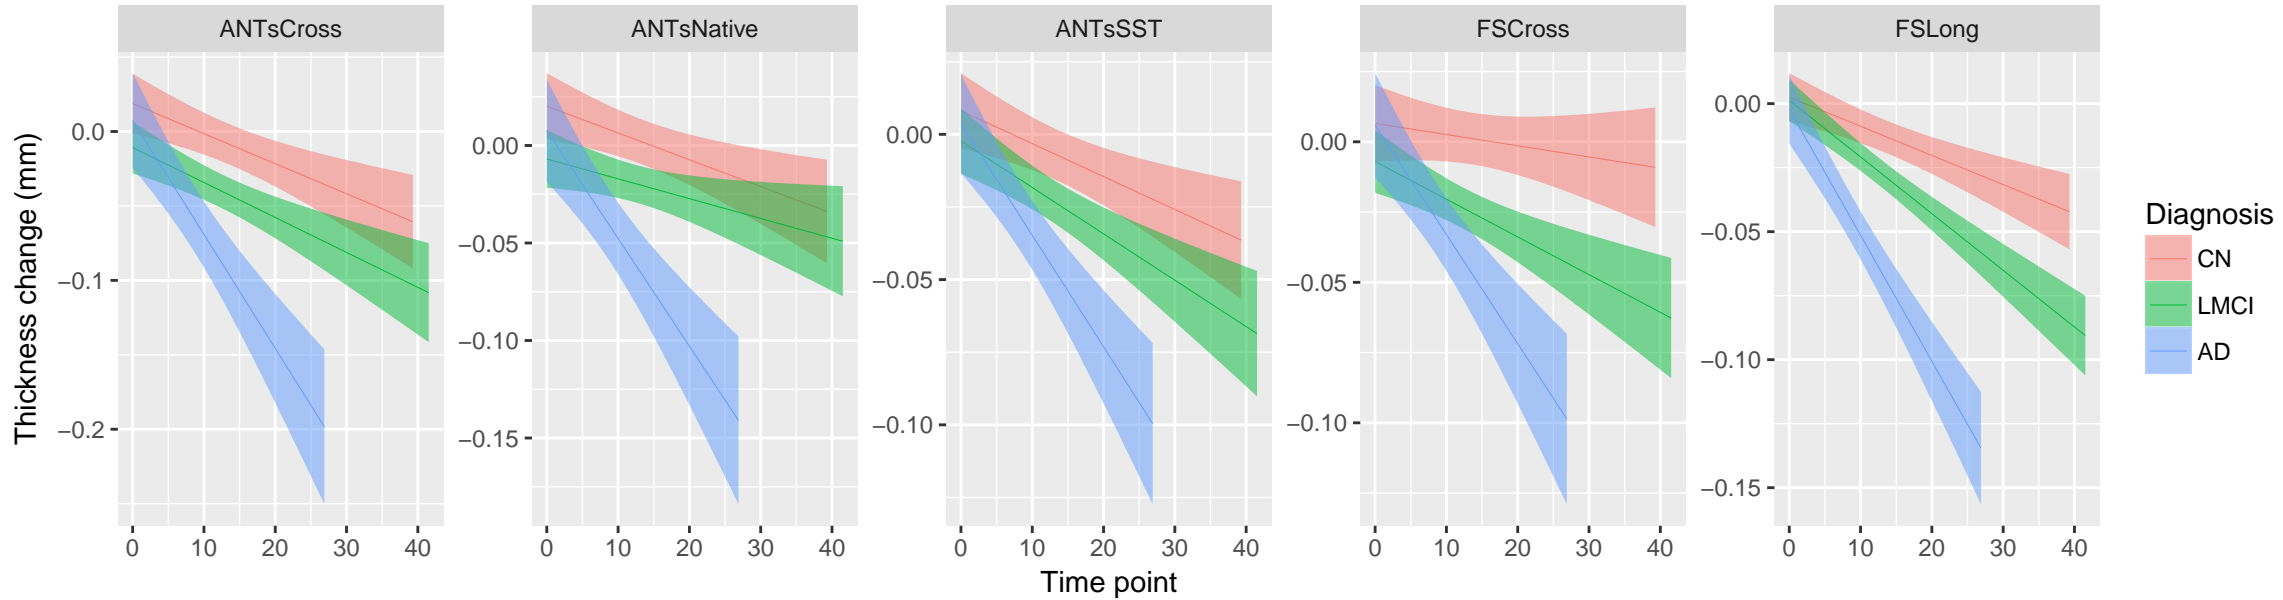 ANTsCross ANTsNative ANTsSST FSCross FSLong
Thickness change (mm)
0.0
−0.1
−0.2
0 10 20 30 40
0.00
−0.05
−0.10
−0.15
0 10 20 30 40
0.00
−0.05
−0.10
0 10 20 30 40
0.00
−0.05
−0.10
0 10 20 30 40
0.00
−0.05
−0.10
−0.15
0 10 20 30 40
Time point
Diagnosis
CN
LMCI
AD